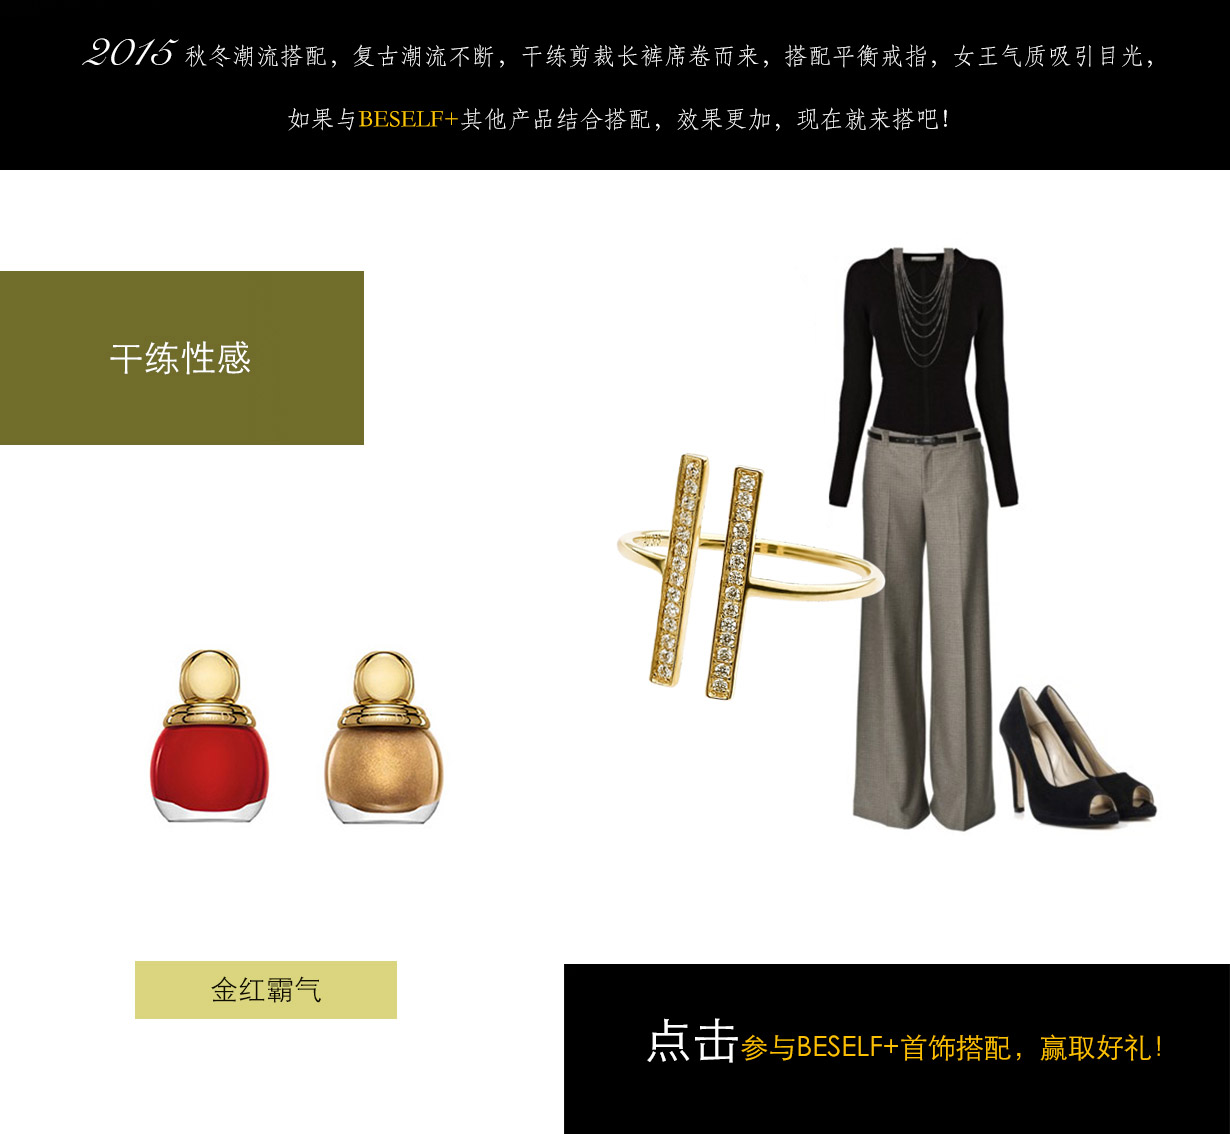 2015 秋冬潮流搭配，复古潮流不断，干练剪裁长裤席卷而来，搭配平衡戒指，女王气质吸引目光，
如果与BESELF+其他产品结合搭配，效果更加，现在就来搭吧！
干练性感
金红霸气
点击参与BESELF+首饰搭配，赢取好礼！